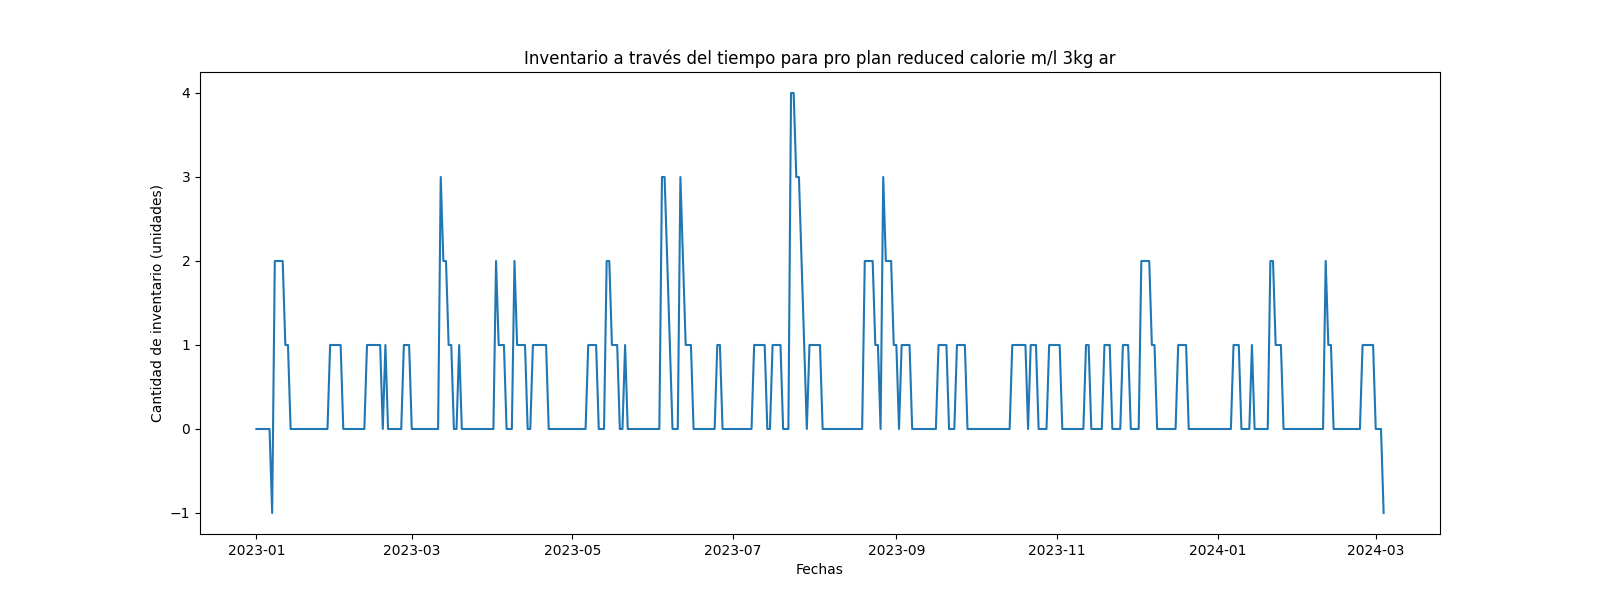 Inventario a través del tiempo para pro plan reduced calorie m/l 3kg ar
Cantidad de inventario (unidades)
4
3
2
1
0
−1
2023-01 2023-03 2023-05 2023-07 2023-09 2023-11 2024-01 2024-03
Fechas